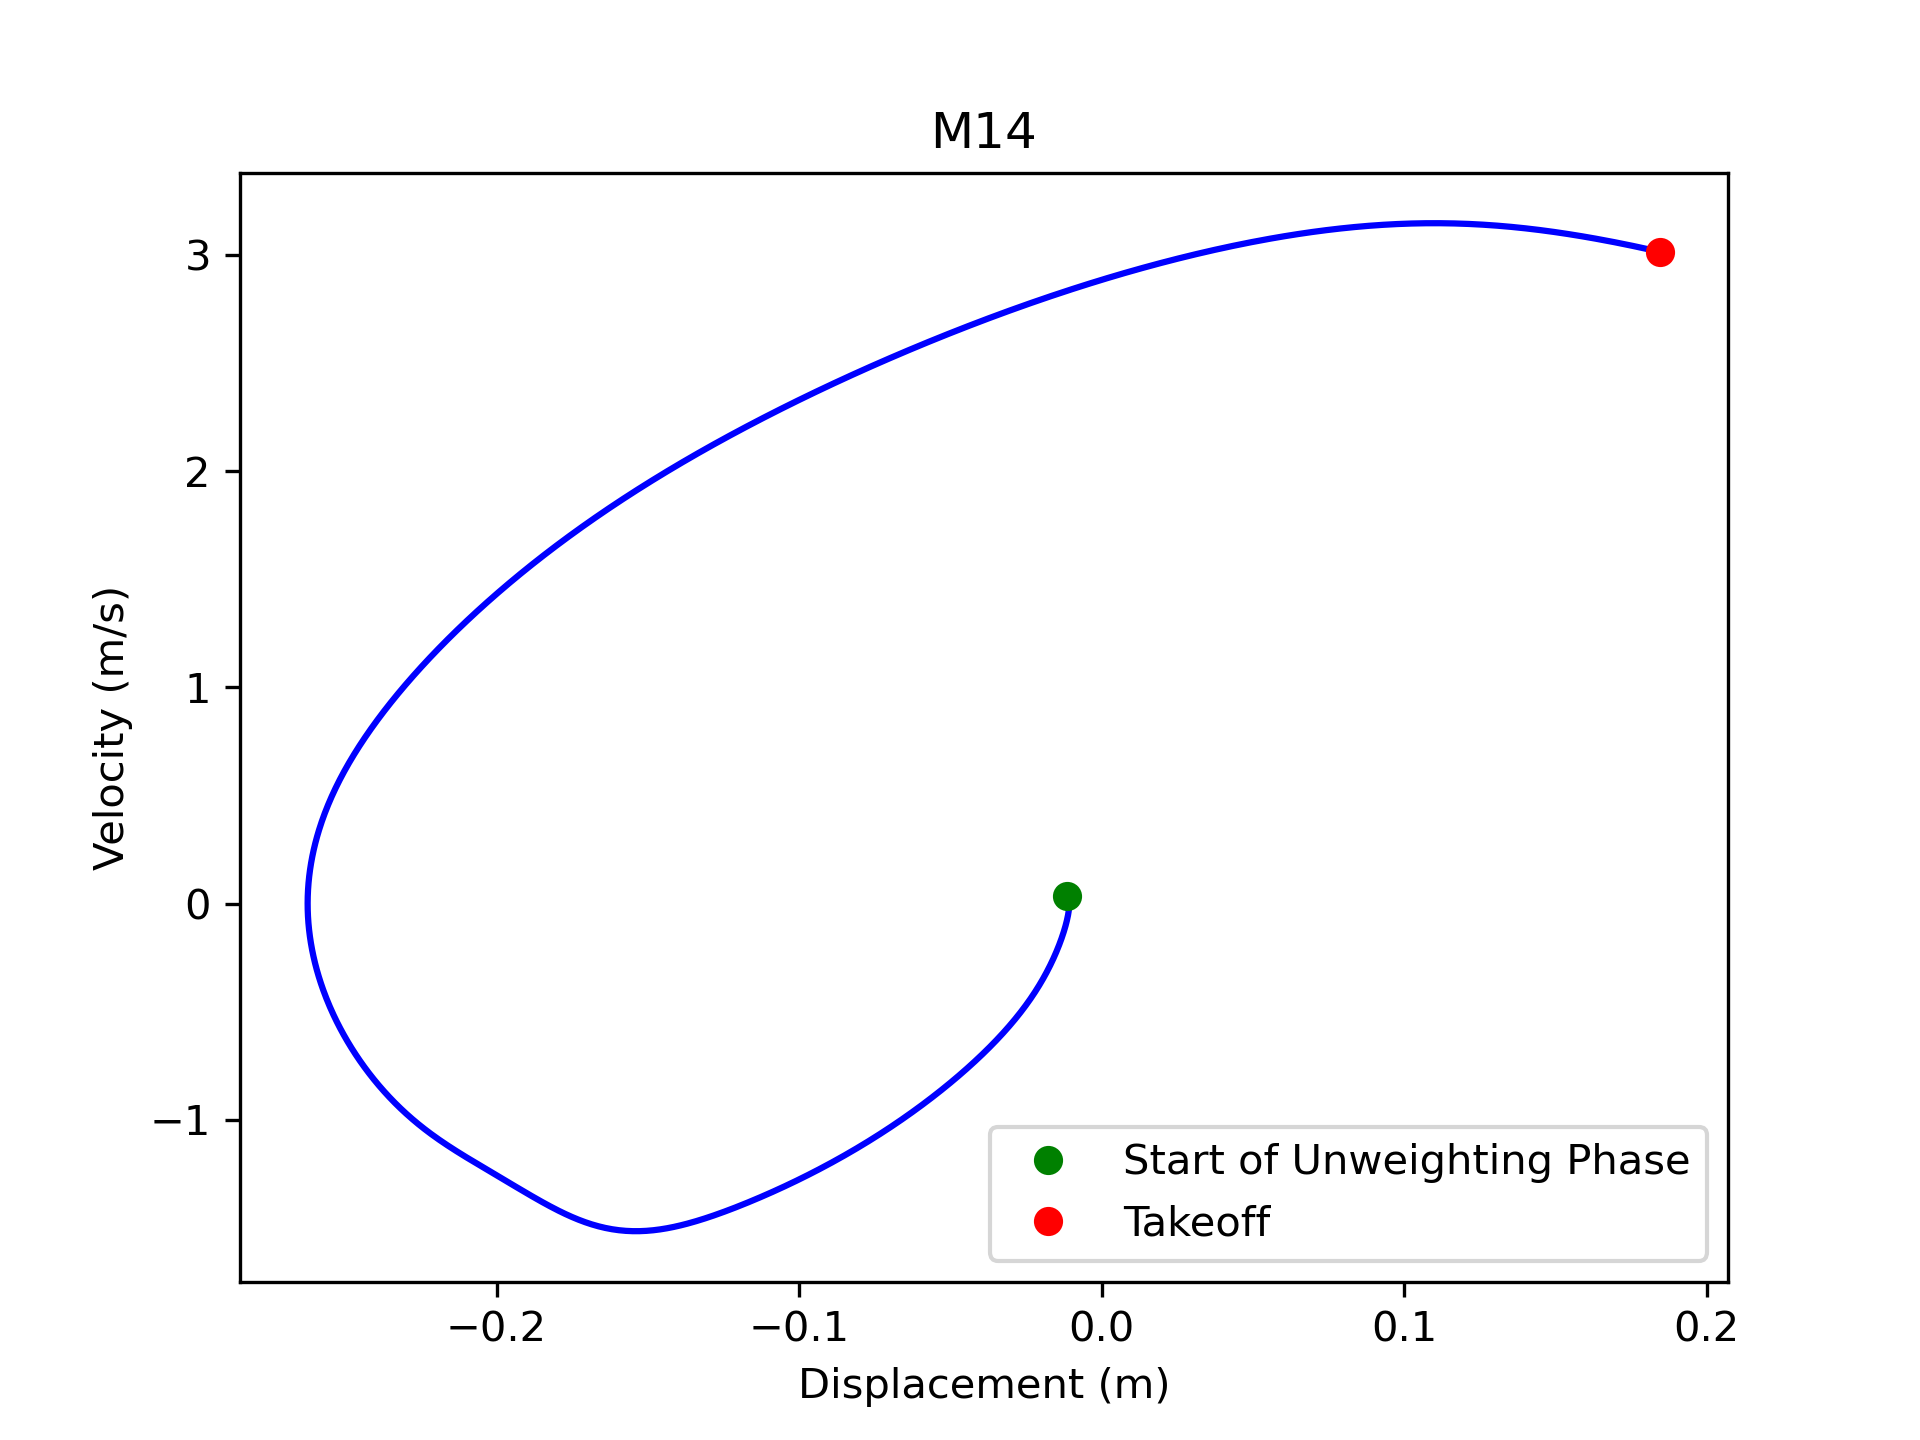 M14
3
2
1
0
−1
Velocity (m/s)
Start of Unweighting Phase
Takeoff
−0.2 −0.1 0.0 0.1 0.2
Displacement (m)